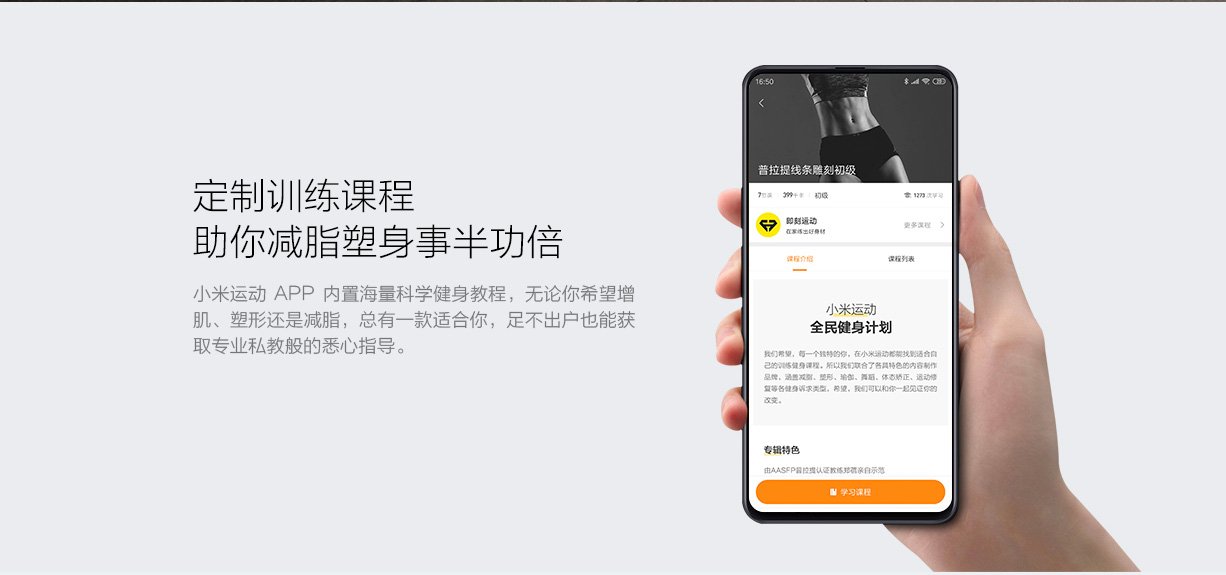 定制训练课程
助你减脂塑身事半功倍
小米运动 APP 内置海量科学健身教程，无论你希望增
肌、塑形还是减脂，总有一款适合你，足不出户也能获
取专业私教般的悉心指导。
16:50
普拉提线条雕刻初级
7节课 399千卡 初级 1273 次学习
即刻运动
在家练出好身材
更多课程
课程介绍 课程列表
小米运动
全民健身计划
我们希望，每一个独特的你，在小米运动都能找到适合自
己的训练健身课程。所以我们联合了各具特色的内容制作
品牌，涵盖减脂、塑形、瑜伽、舞蹈、体态矫正、运动修
复等各健身诉求类型，希望，我们可以和你一起见证你的
改变。
专辑特色
由AASFP普拉提认证教练郑蓓亲自示范
学习课程